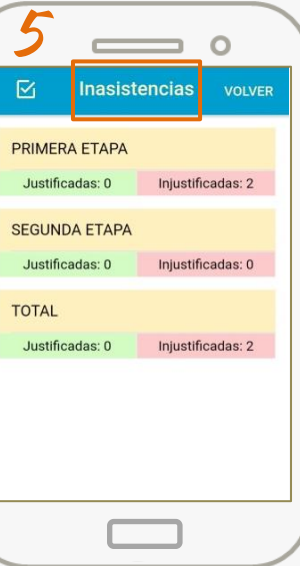 5
Inasistencias VOLVER
PRIMERA ETAPA
Justificadas: 0 Injustificadas: 2
SEGUNDA ETAPA
Justificadas: 0 Injustificadas: 0
TOTAL
Justificadas: 0 Injustificadas: 2